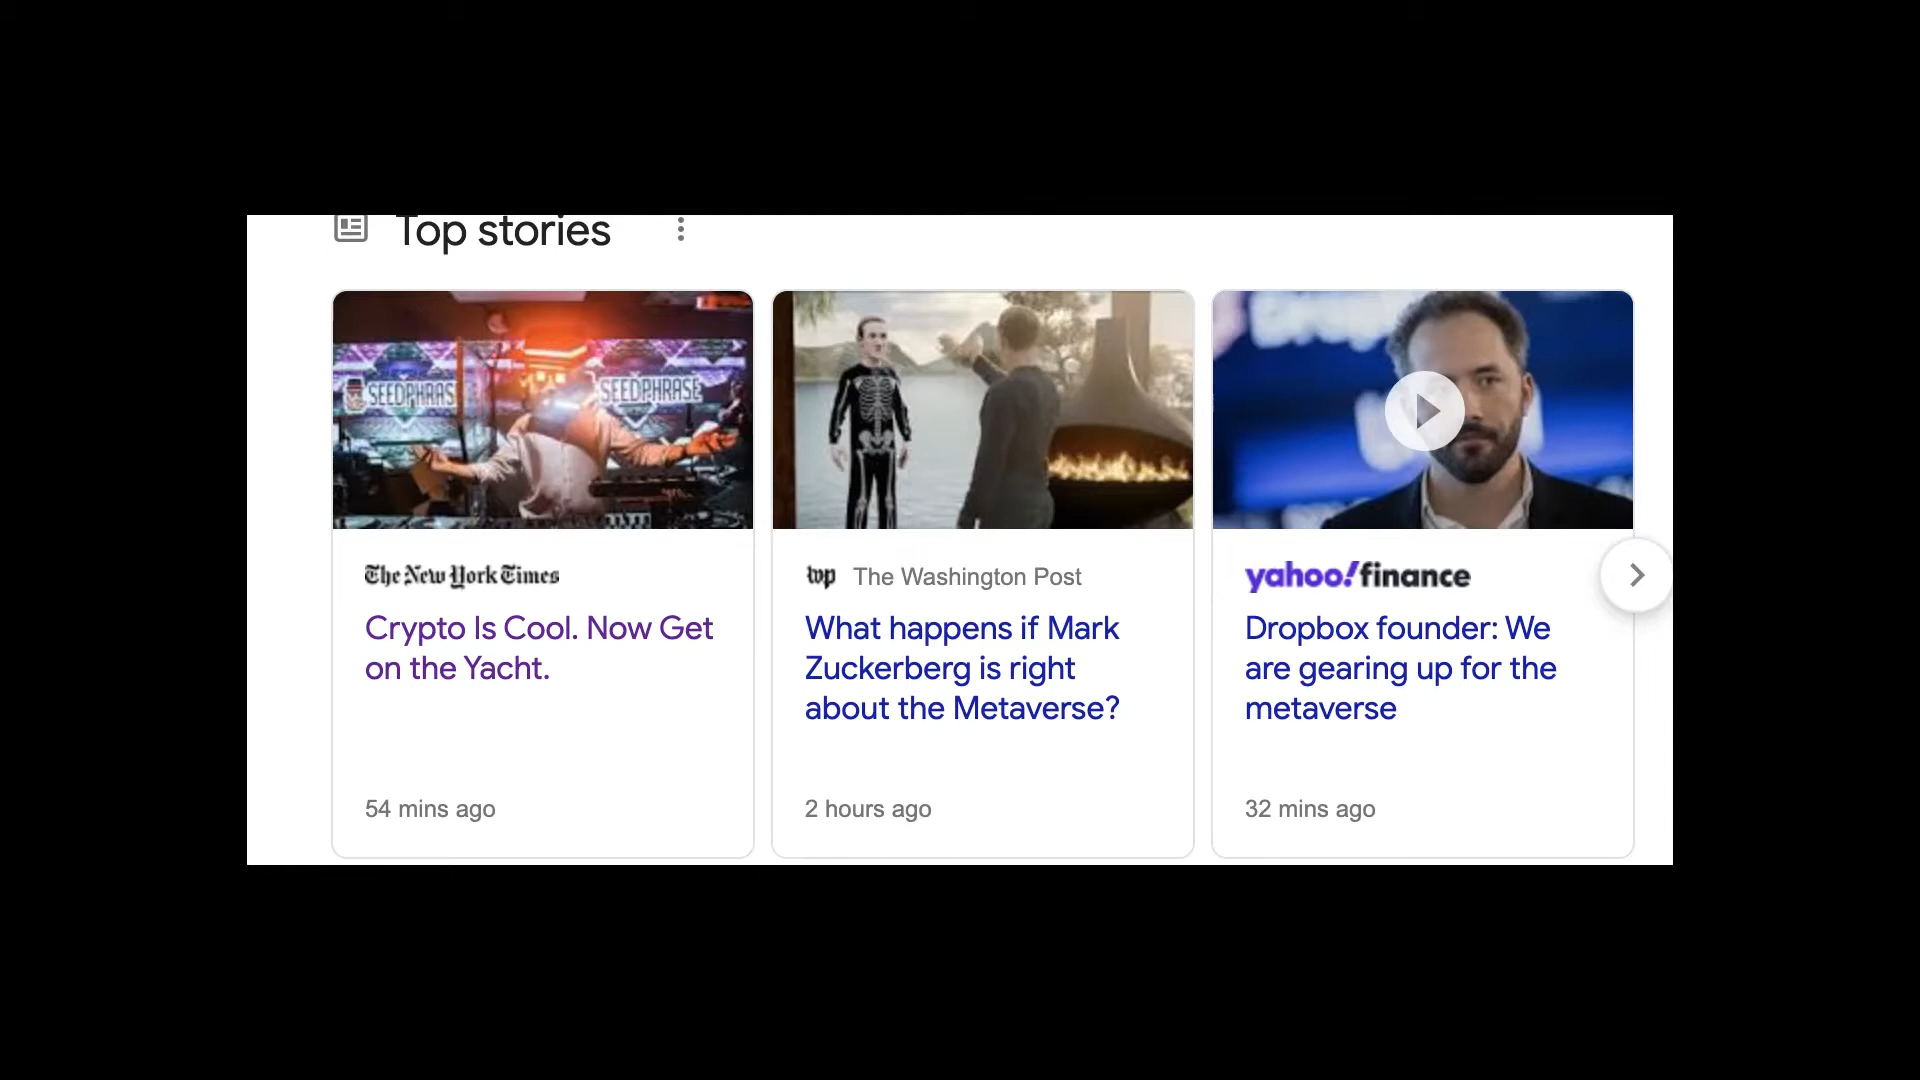 Top stories
SEEDPHRAS
SEEDPHRASE
The New York Times
Crypto Is Cool. Now Get
on the Yacht.
54 mins ago
wp The Washington Post
What happens if Mark
Zuckerberg is right
about the Metaverse?
2 hours ago
yahoo!finance
Dropbox founder: We
are gearing up for the
metaverse
32 mins ago